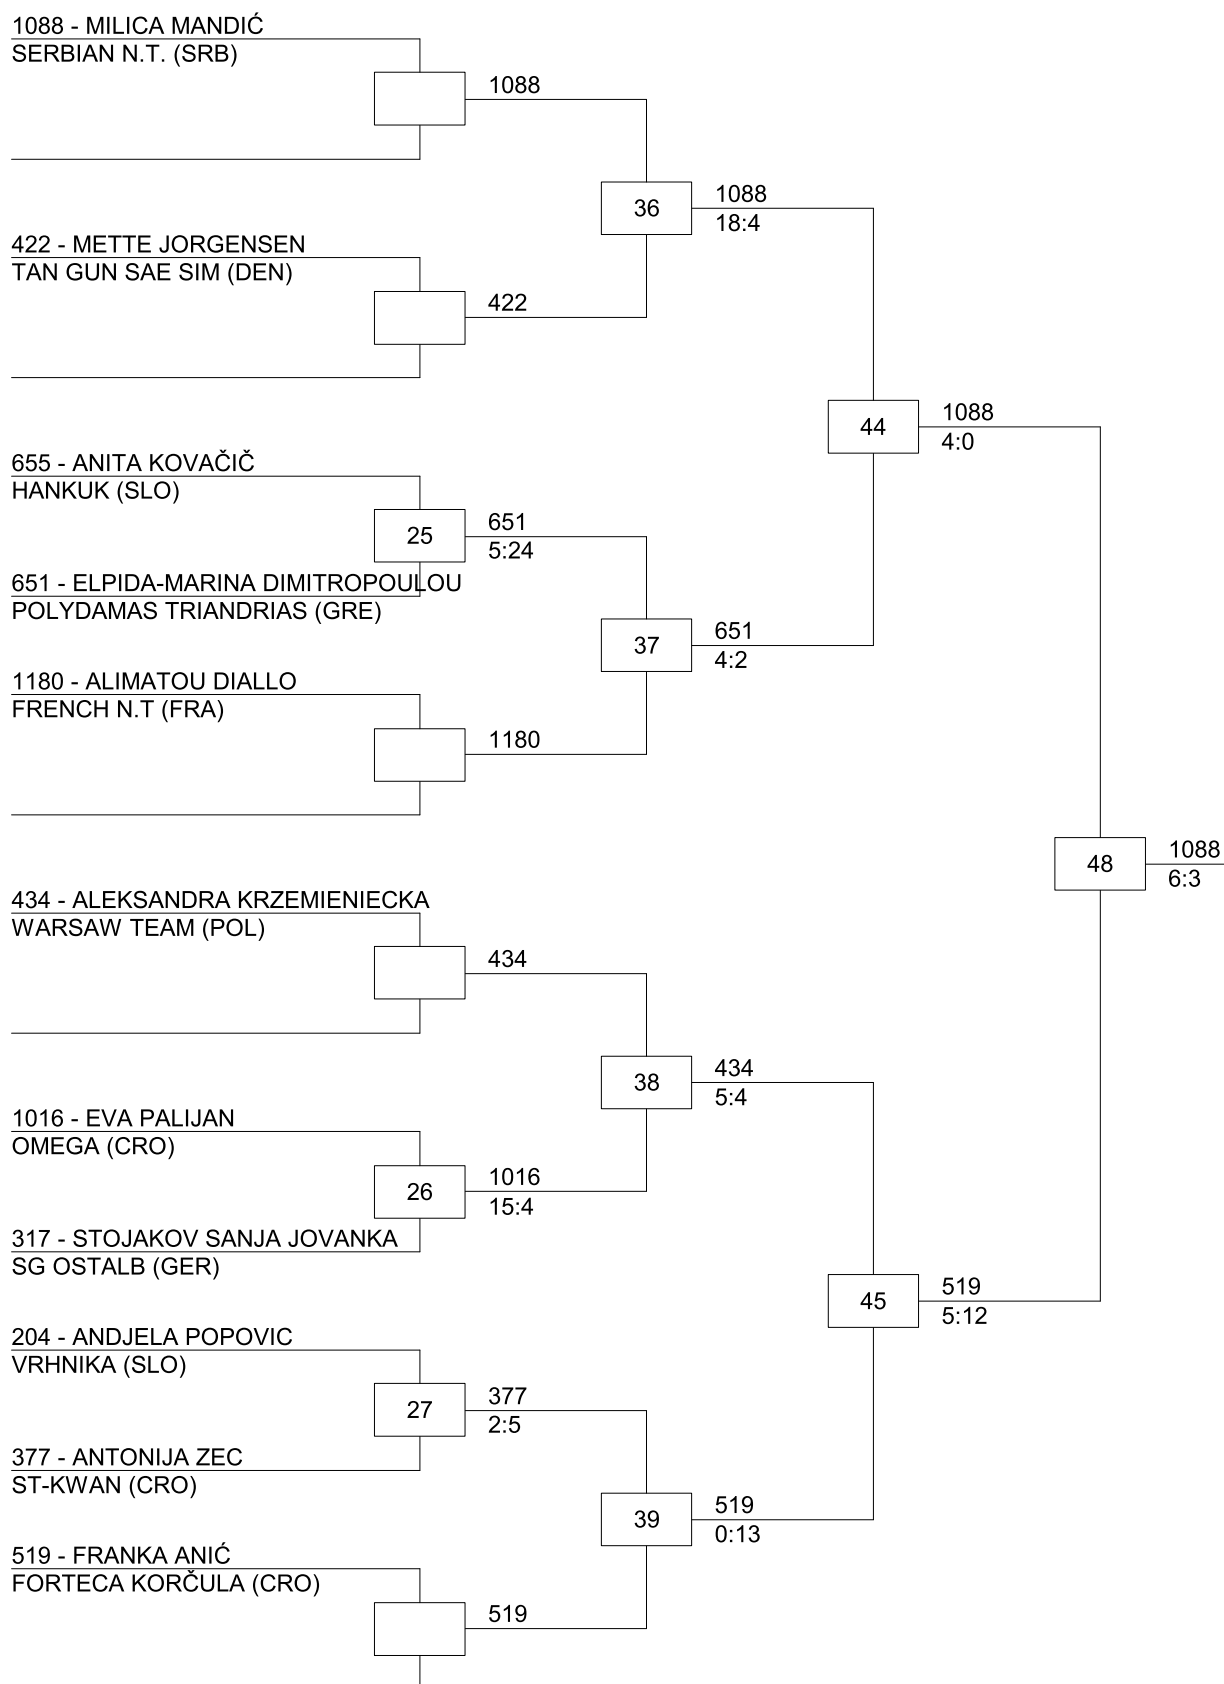 1088 - MILICA MANDIĆ
SERBIAN N.T. (SRB)
1088
36
1088
18:4
422 - METTE JORGENSEN
TAN GUN SAE SIM (DEN)
422
44
1088
4:0
655 - ANITA KOVAČIČ
HANKUK (SLO)
25
651
5:24
651 - ELPIDA-MARINA DIMITROPOULOU
POLYDAMAS TRIANDRIAS (GRE)
37
651
4:2
1180 - ALIMATOU DIALLO
FRENCH N.T (FRA)
1180
48
1088
6:3
434 - ALEKSANDRA KRZEMIENIECKA
WARSAW TEAM (POL)
434
38
434
5:4
1016 - EVA PALIJAN
OMEGA (CRO)
26
1016
15:4
317 - STOJAKOV SANJA JOVANKA
SG OSTALB (GER)
45
519
5:12
204 - ANDJELA POPOVIC
VRHNIKA (SLO)
27
377
2:5
377 - ANTONIJA ZEC
ST-KWAN (CRO)
39
519
0:13
519 - FRANKA ANIĆ
FORTECA KORČULA (CRO)
519